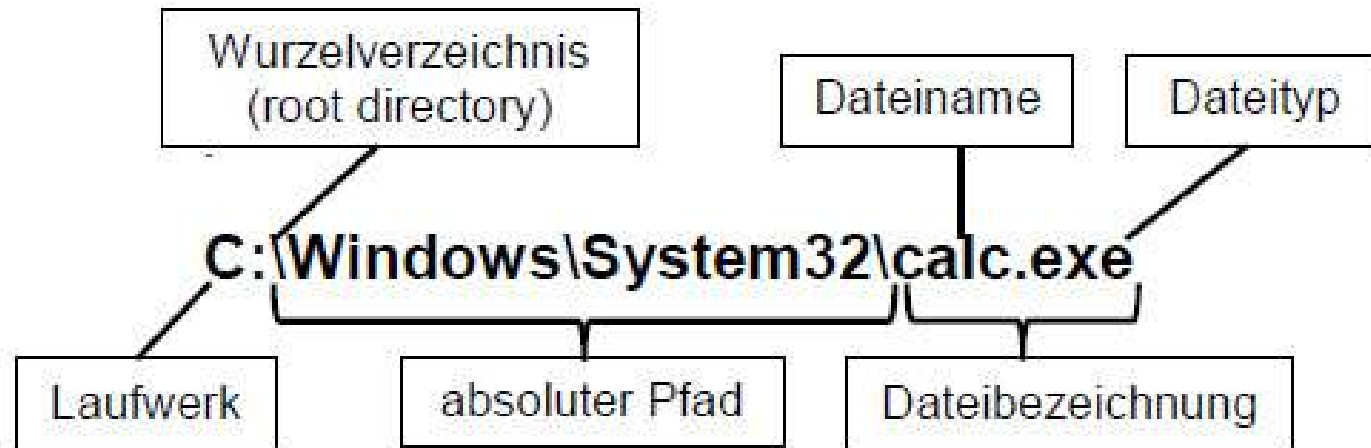 Wurzelverzeichnis
(root directory)
Dateiname
Dateityp
C:\Windows\System32\calc.exe
Laufwerk
absoluter Pfad
Dateibezeichnung